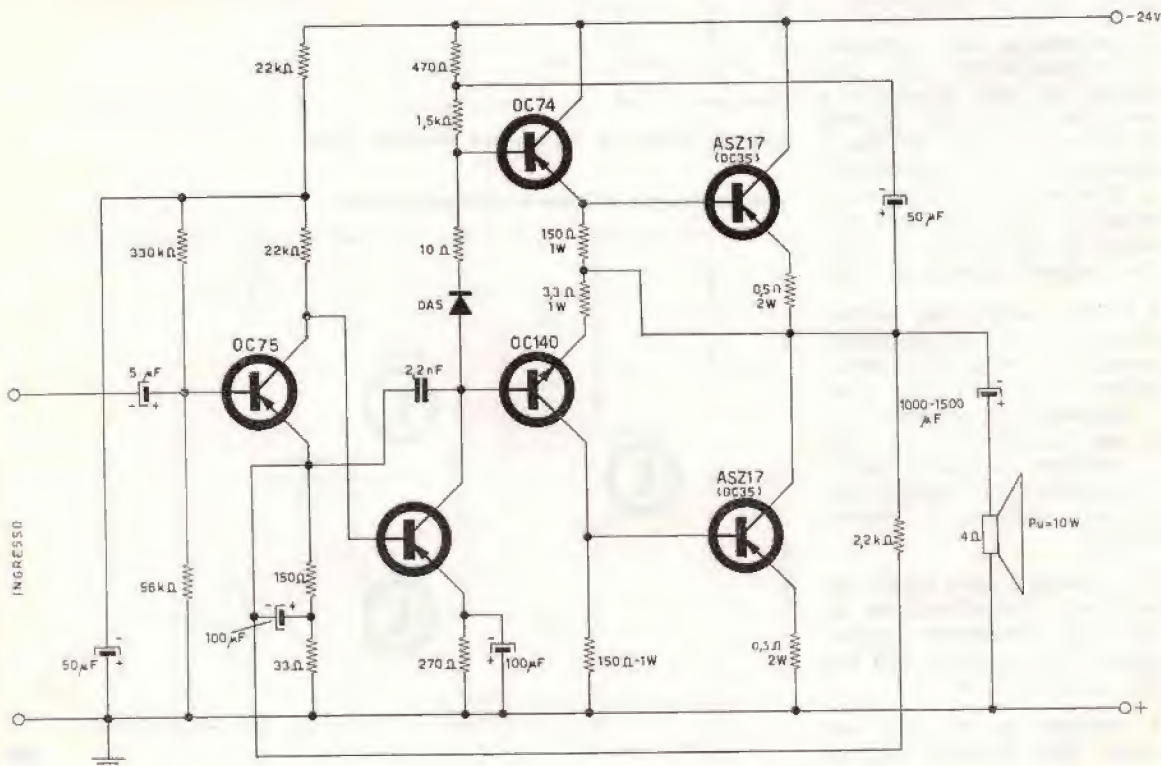 -24V
22kΩ
470Ω
1,5kΩ
OC74
ASZ17
(OC35)
50µF
330kΩ
22kΩ
10Ω
150Ω
1W
3,3Ω
1W
0,5Ω
2W
OA5
OC75
OC140
5µF
2,2nF
1000-1500
µF
ASZ17
(OC35)
Pu=10W
4Ω
2,2kΩ
INGRESSO
56kΩ
150Ω
100µF
33Ω
50µF
270Ω
100µF
150Ω-1W
0,5Ω
2W
+